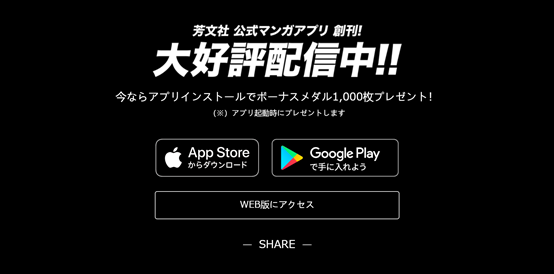 芳文社 公式マンガアプリ 創刊!
大好評配信中!!
今ならアプリインストールでボーナスメダル1,000枚プレゼント!
(※) アプリ起動時にプレゼントします
App Store
からダウンロード
Google Play
で手に入れよう
WEB版にアクセス
— SHARE —